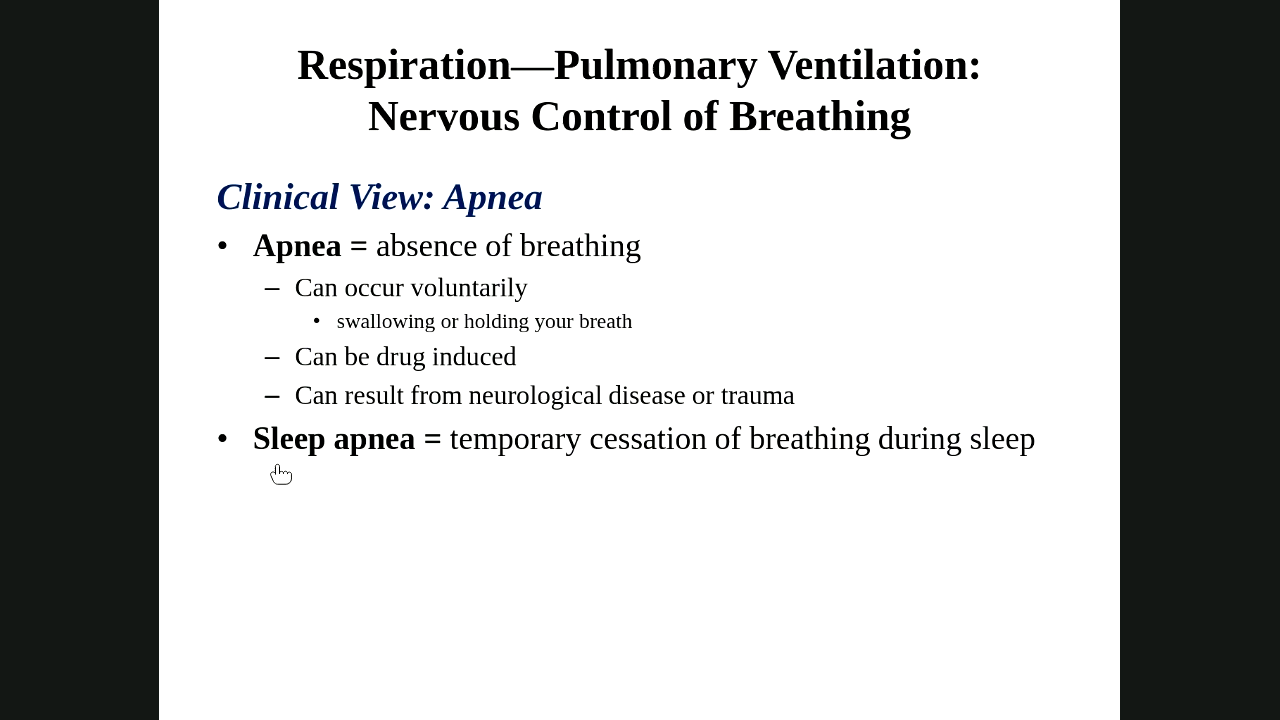 Respiration—Pulmonary Ventilation:
Nervous Control of Breathing
Clinical View: Apnea
• Apnea = absence of breathing
– Can occur voluntarily
• swallowing or holding your breath
– Can be drug induced
– Can result from neurological disease or trauma
• Sleep apnea = temporary cessation of breathing during sleep